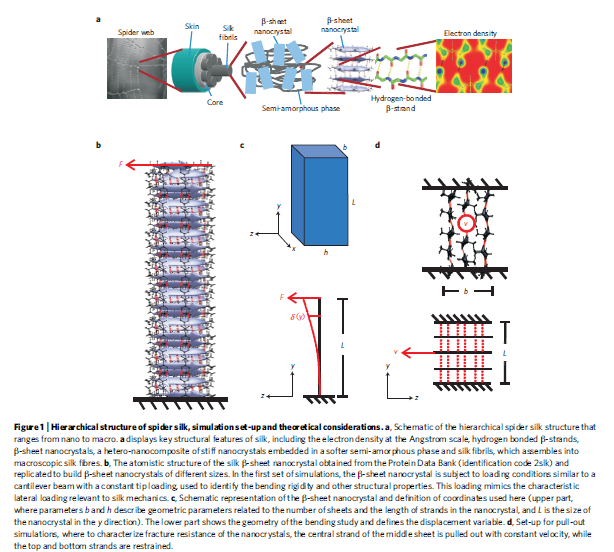 a
Spider web
Skin
Silk
fibrils
β-sheet
nanocrystal
β-sheet
nanocrystal
Electron density
Core
Semi-amorphous phase
Hydrogen-bonded
β-strand
b
c
d
F
b
y
L
z
x
h
v
b
F
δ(y)
L
y
z
v
y
L
z
Figure 1 | Hierarchical structure of spider silk, simulation set-up and theoretical considerations. a, Schematic of the hierarchical spider silk structure that
ranges from nano to macro. a displays key structural features of silk, including the electron density at the Angstrom scale, hydrogen bonded β-strands,
β-sheet nanocrystals, a hetero-nanocomposite of stiff nanocrystals embedded in a softer semi-amorphous phase and silk fibrils, which assembles into
macroscopic silk fibres. b, The atomistic structure of the silk β-sheet nanocrystal obtained from the Protein Data Bank (identification code 2slk) and
replicated to build β-sheet nanocrystals of different sizes. In the first set of simulations, the β-sheet nanocrystal is subject to loading conditions similar to a
cantilever beam with a constant tip loading, used to identify the bending rigidity and other structural properties. This loading mimics the characteristic
lateral loading relevant to silk mechanics. c, Schematic representation of the β-sheet nanocrystal and definition of coordinates used here (upper part,
where parameters b and h describe geometric parameters related to the number of sheets and the length of strands in the nanocrystal, and L is the size of
the nanocrystal in the y direction). The lower part shows the geometry of the bending study and defines the displacement variable. d, Set-up for pull-out
simulations, where to characterize fracture resistance of the nanocrystals, the central strand of the middle sheet is pulled out with constant velocity, while
the top and bottom strands are restrained.